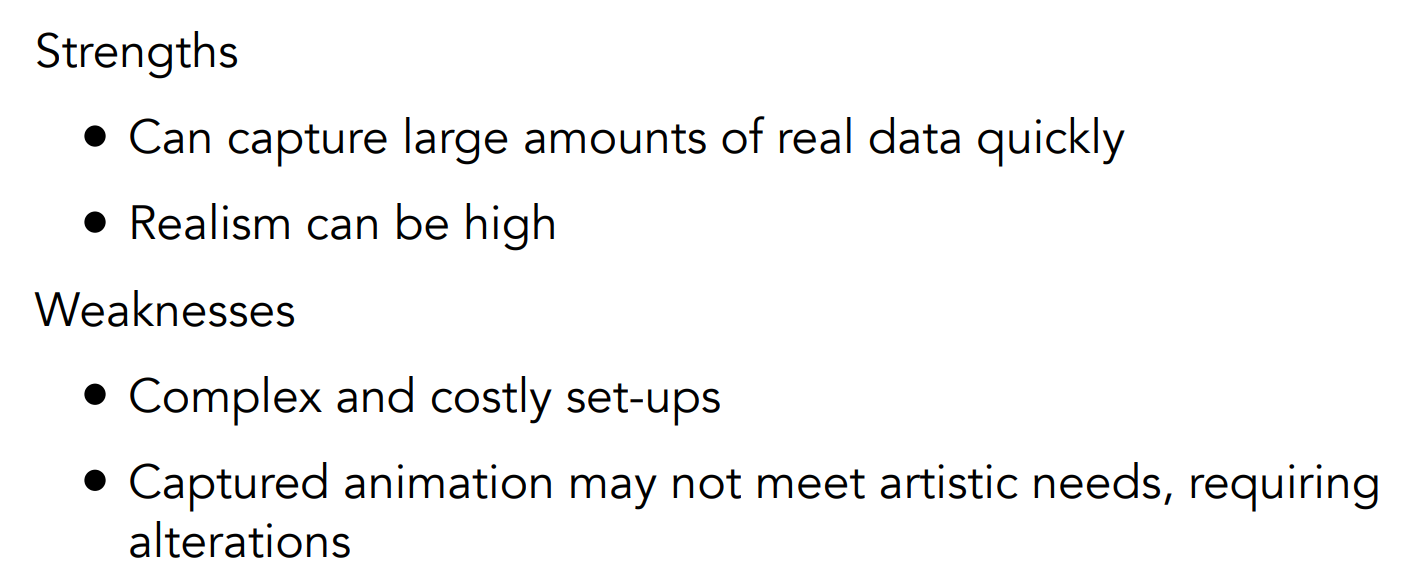 Strengths
• Can capture large amounts of real data quickly
• Realism can be high
Weaknesses
• Complex and costly set-ups
• Captured animation may not meet artistic needs, requiring
alterations